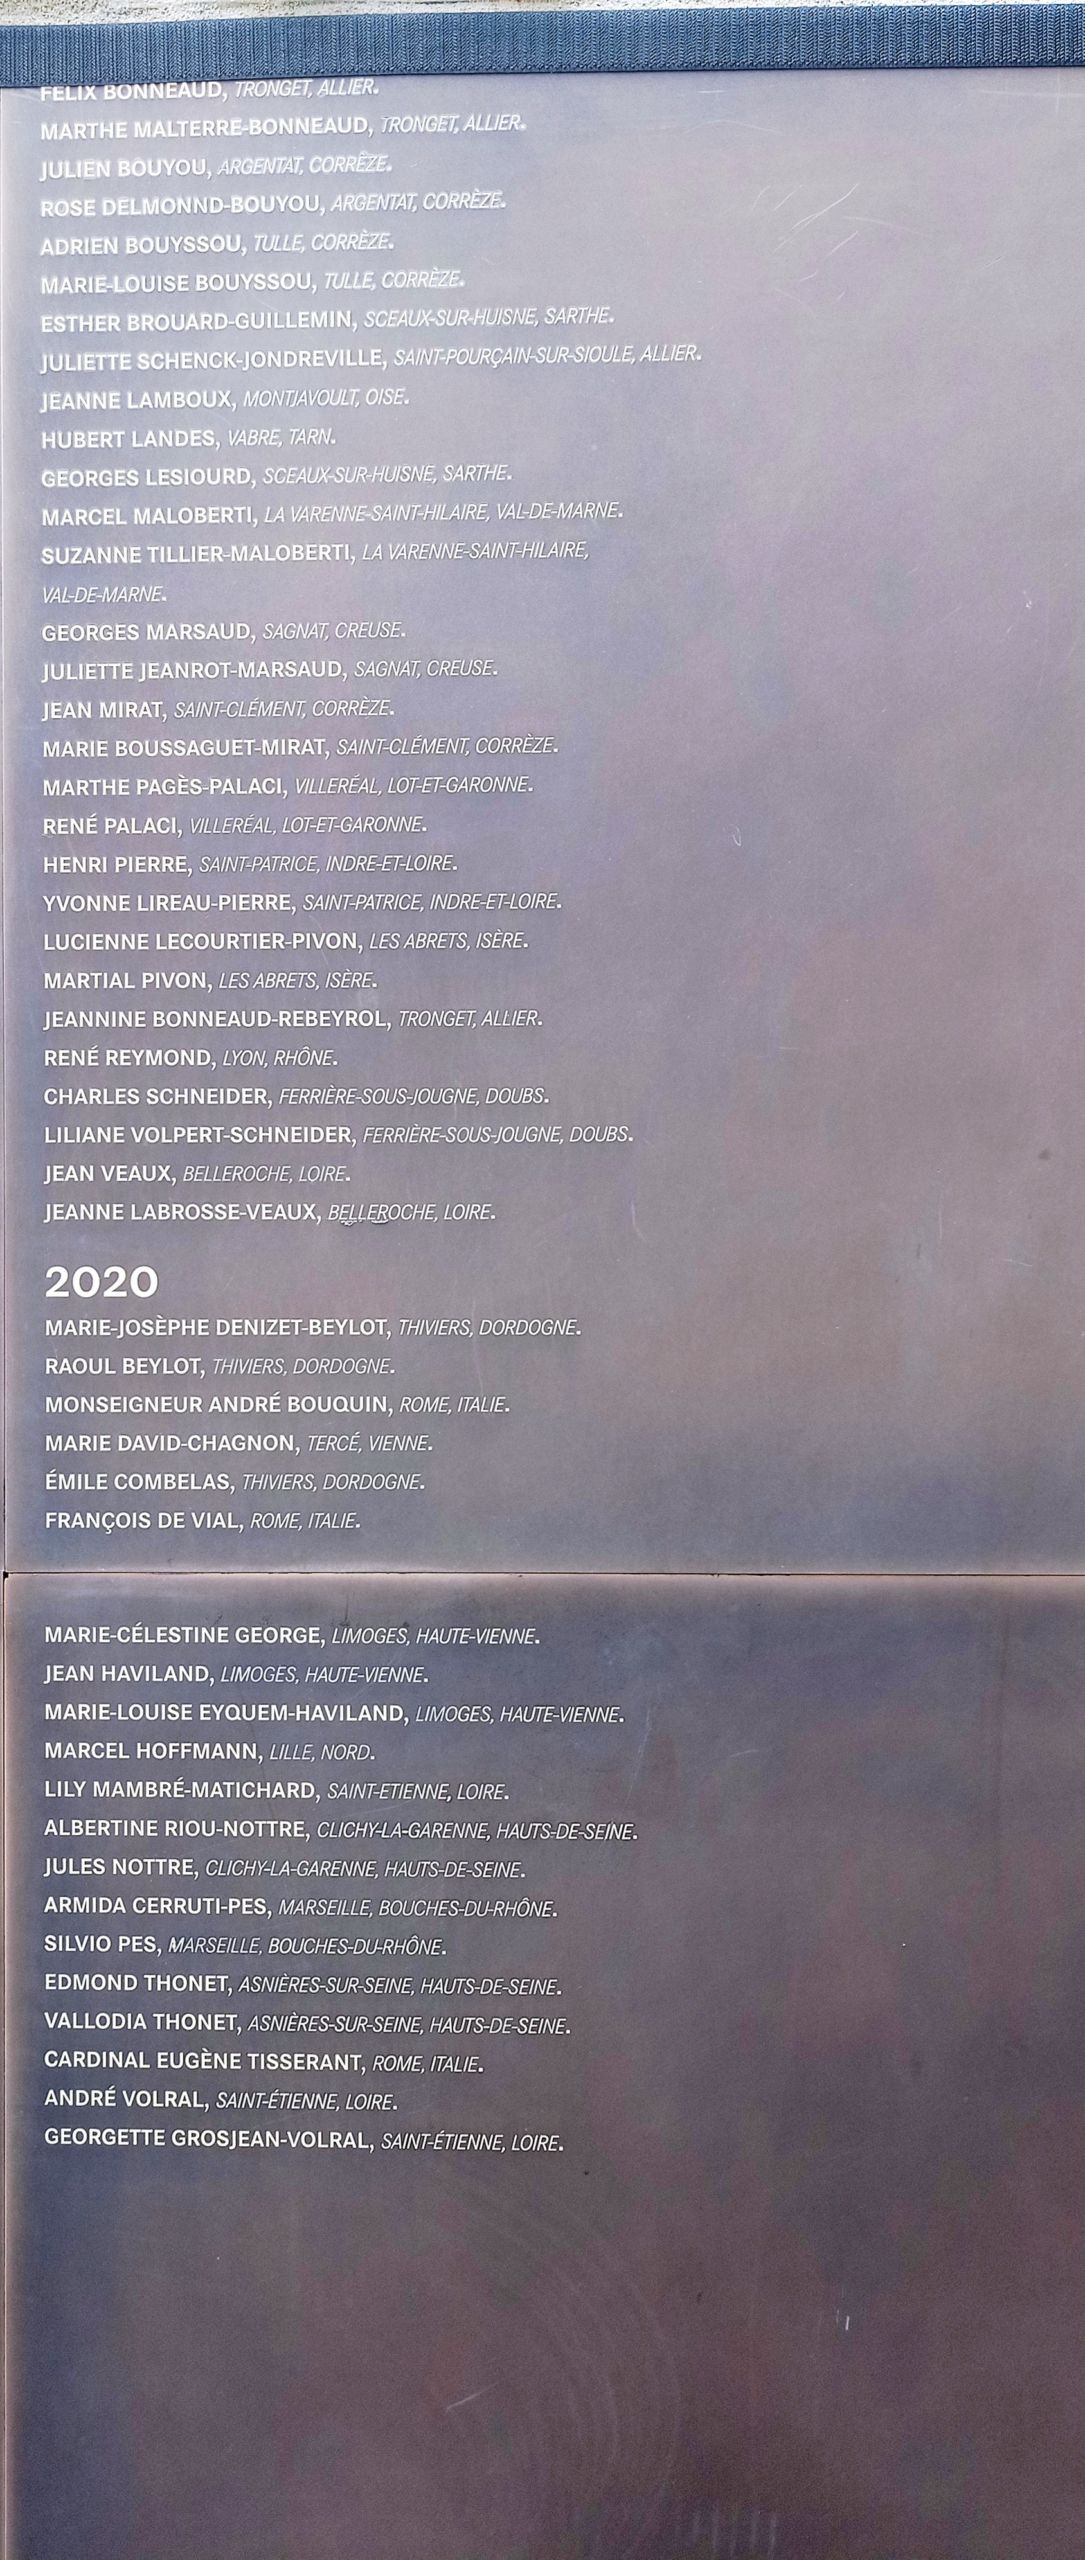 FELIX BONNEAUD, TRONGET, ALLIER.
MARTHE MALTERRE-BONNEAUD, TRONGET, ALLIER.
JULIEN BOUYOU, ARGENTAT, CORRÈZE.
ROSE DELMONND-BOUYOU, ARGENTAT, CORRÈZE.
ADRIEN BOUYSSOU, TULLE, CORRÈZE.
MARIE-LOUISE BOUYSSOU, TULLE, CORRÈZE.
ESTHER BROUARD-GUILLEMIN, SCEAUX-SUR-HUISNE, SARTHE.
JULIETTE SCHENCK-JONDREVILLE, SAINT-POURÇAIN-SUR-SIOULE, ALLIER.
JEANNE LAMBOUX, MONTJAVOULT, OISE.
HUBERT LANDES, VABRE, TARN.
GEORGES LESIOURD, SCEAUX-SUR-HUISNE, SARTHE.
MARCEL MALOBERTI, LA VARENNE-SAINT-HILAIRE, VAL-DE-MARNE.
SUZANNE TILLIER-MALOBERTI, LA VARENNE-SAINT-HILAIRE,
VAL-DE-MARNE.
GEORGES MARSAUD, SAGNAT, CREUSE.
JULIETTE JEANROT-MARSAUD, SAGNAT, CREUSE.
JEAN MIRAT, SAINT-CLÉMENT, CORRÈZE.
MARIE BOUSSAGUET-MIRAT, SAINT-CLÉMENT, CORRÈZE.
MARTHE PAGÈS-PALACI, VILLERÉAL, LOT-ET-GARONNE.
RENÉ PALACI, VILLERÉAL, LOT-ET-GARONNE.
HENRI PIERRE, SAINT-PATRICE, INDRE-ET-LOIRE.
YVONNE LIREAU-PIERRE, SAINT-PATRICE, INDRE-ET-LOIRE.
LUCIENNE LECOURTIER-PIVON, LES ABRETS, ISÈRE.
MARTIAL PIVON, LES ABRETS, ISÈRE.
JEANNINE BONNEAUD-REBEYROL, TRONGET, ALLIER.
RENÉ REYMOND, LYON, RHÔNE.
CHARLES SCHNEIDER, FERRIÈRE-SOUS-JOUGNE, DOUBS.
LILIANE VOLPERT-SCHNEIDER, FERRIÈRE-SOUS-JOUGNE, DOUBS.
JEAN VEAUX, BELLEROCHE, LOIRE.
JEANNE LABROSSE-VEAUX, BELLEROCHE, LOIRE.
2020
MARIE-JOSÈPHE DENIZET-BEYLOT, THIVIERS, DORDOGNE.
RAOUL BEYLOT, THIVIERS, DORDOGNE.
MONSEIGNEUR ANDRÉ BOUQUIN, ROME, ITALIE.
MARIE DAVID-CHAGNON, TERCÉ, VIENNE.
ÉMILE COMBELAS, THIVIERS, DORDOGNE.
FRANÇOIS DE VIAL, ROME, ITALIE.
MARIE-CÉLESTINE GEORGE, LIMOGES, HAUTE-VIENNE.
JEAN HAVILAND, LIMOGES, HAUTE-VIENNE.
MARIE-LOUISE EYQUEM-HAVILAND, LIMOGES, HAUTE-VIENNE.
MARCEL HOFFMANN, LILLE, NORD.
LILY MAMBRÉ-MATICHARD, SAINT-ETIENNE, LOIRE.
ALBERTINE RIOU-NOTTRE, CLICHY-LA-GARENNE, HAUTS-DE-SEINE.
JULES NOTTRE, CLICHY-LA-GARENNE, HAUTS-DE-SEINE.
ARMIDA CERRUTI-PES, MARSEILLE, BOUCHES-DU-RHÔNE.
SILVIO PES, MARSEILLE, BOUCHES-DU-RHÔNE.
EDMOND THONET, ASNIÈRES-SUR-SEINE, HAUTS-DE-SEINE.
VALLODIA THONET, ASNIÈRES-SUR-SEINE, HAUTS-DE-SEINE.
CARDINAL EUGÈNE TISSERANT, ROME, ITALIE.
ANDRÉ VOLRAL, SAINT-ÉTIENNE, LOIRE.
GEORGETTE GROSJEAN-VOLRAL, SAINT-ÉTIENNE, LOIRE.